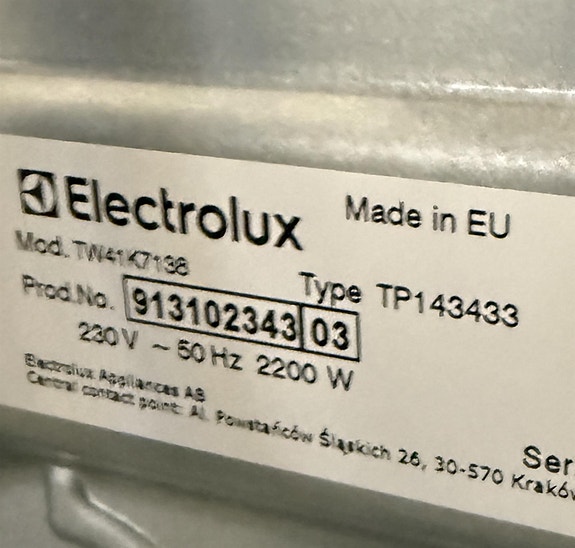 Electrolux Made in EU
Mod. TW41K7138
Type TP143433
Prod.No. 913102343 03
230V ~ 50 Hz 2200 W
Electrolux Appliances AB
Central contact point: Al. Powstańców Śląskich 26, 30-570 Kraków
Ser